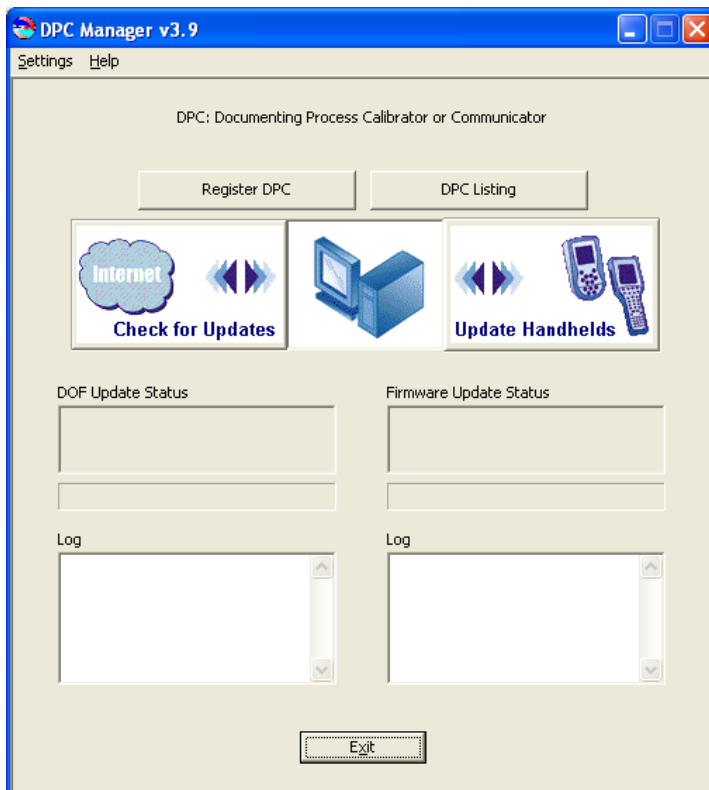 DPC Manager v3.9
Settings Help
DPC: Documenting Process Calibrator or Communicator
Register DPC DPC Listing
Internet
Check for Updates Update Handhelds
DOF Update Status Firmware Update Status
Log Log
Exit